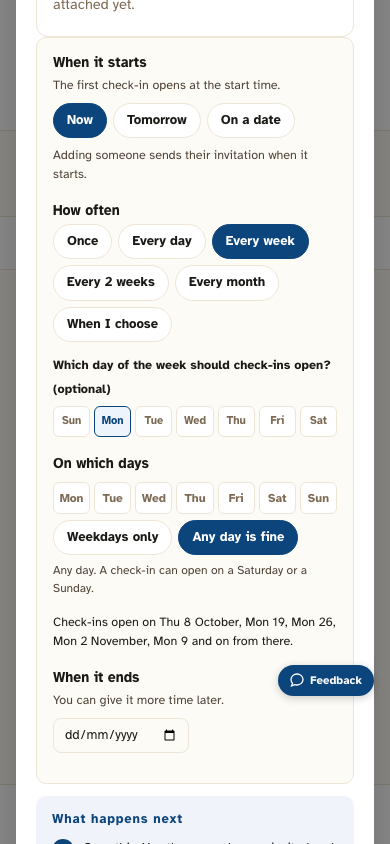 attached yet.
When it starts
The first check-in opens at the start time.
Now
Tomorrow
On a date
Adding someone sends their invitation when it
starts.
How often
Once
Every day
Every week
Every 2 weeks
Every month
When I choose
Which day of the week should check-ins open?
(optional)
Sun Mon Tue Wed Thu Fri Sat
On which days
Mon Tue Wed Thu Fri Sat Sun
Weekdays only
Any day is fine
Any day. A check-in can open on a Saturday or a
Sunday.
Check-ins open on Thu 8 October, Mon 19, Mon 26,
Mon 2 November, Mon 9 and on from there.
When it ends
Feedback
You can give it more time later.
dd/mm/yyyy
What happens next